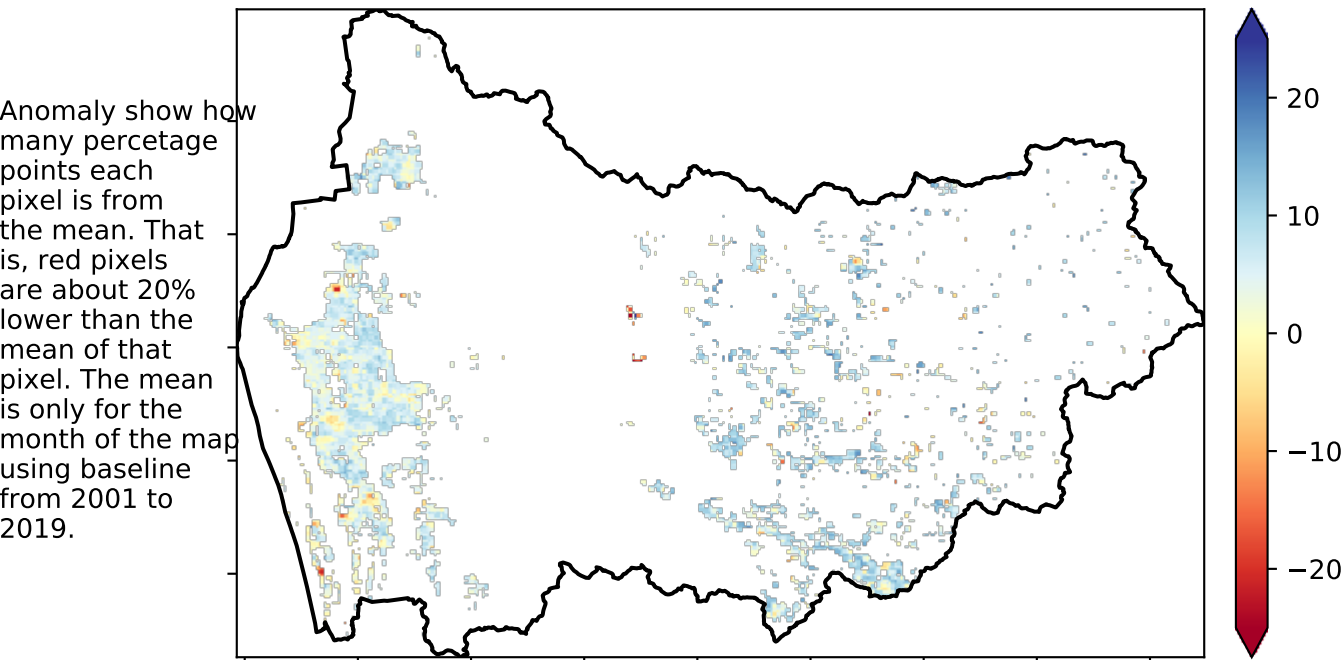 Anomaly show how
many percetage
points each
pixel is from
the mean. That
is, red pixels
are about 20%
lower than the
mean of that
pixel. The mean
is only for the
month of the map
using baseline
from 2001 to
2019.
20
10
0
−10
−20